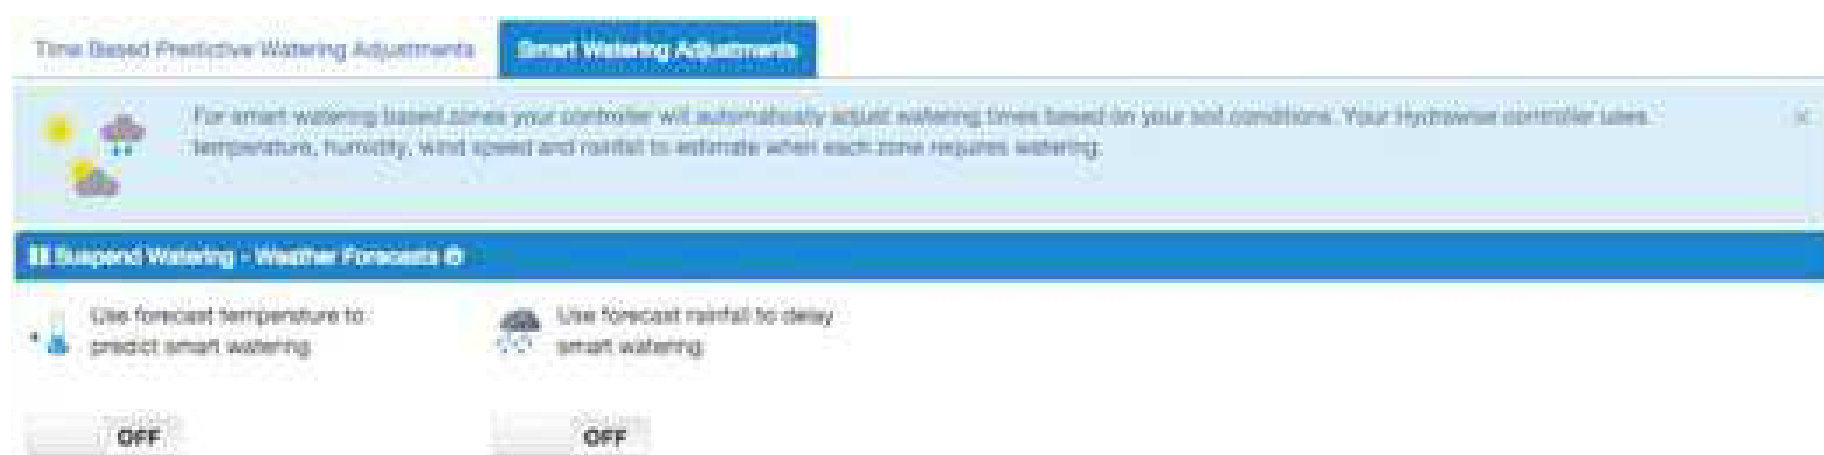 Time Based Predictive Watering Adjustments
Smart Watering Adjustments
For smart watering based zones your controller will automatically adjust watering times based on your soil conditions. Your Hydrawise controller uses
temperature, humidity, wind speed and rainfall to estimate when each zone requires watering.
Suspend Watering - Weather Forecasts
Use forecast temperature to
predict smart watering
Use forecast rainfall to delay
smart watering
OFF
OFF